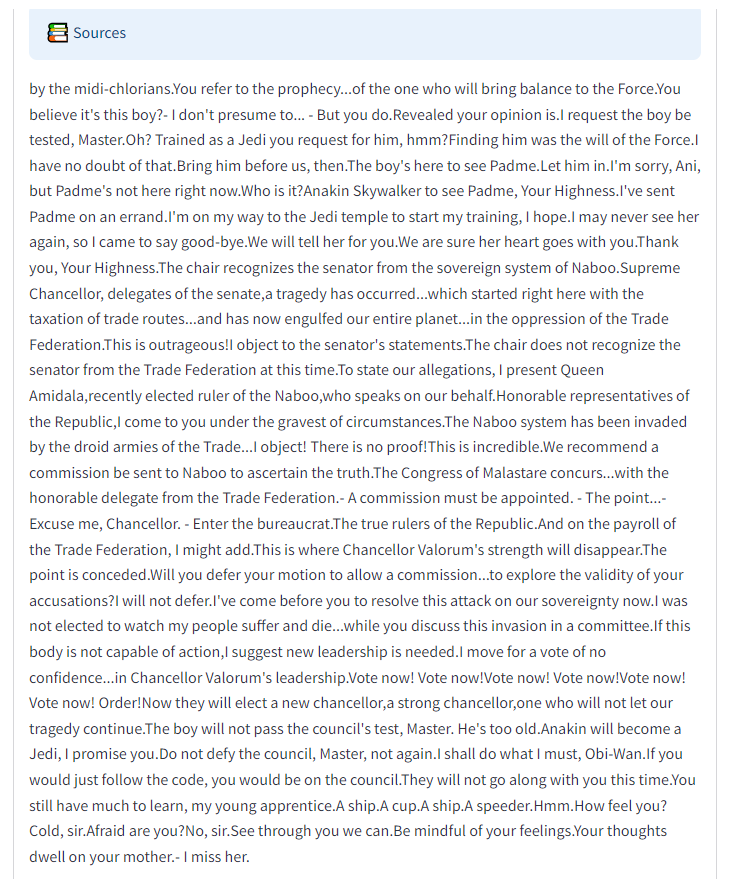 Sources
by the midi-chlorians.You refer to the prophecy...of the one who will bring balance to the Force.You
believe it's this boy?- I don't presume to... - But you do.Revealed your opinion is.I request the boy be
tested, Master.Oh? Trained as a Jedi you request for him, hmm?Finding him was the will of the Force.I
have no doubt of that.Bring him before us, then.The boy's here to see Padme.Let him in.I'm sorry, Ani,
but Padme's not here right now.Who is it?Anakin Skywalker to see Padme, Your Highness.I've sent
Padme on an errand.I'm on my way to the Jedi temple to start my training, I hope.I may never see her
again, so I came to say good-bye.We will tell her for you.We are sure her heart goes with you.Thank
you, Your Highness.The chair recognizes the senator from the sovereign system of Naboo.Supreme
Chancellor, delegates of the senate,a tragedy has occurred...which started right here with the
taxation of trade routes...and has now engulfed our entire planet...in the oppression of the Trade
Federation.This is outrageous!I object to the senator's statements.The chair does not recognize the
senator from the Trade Federation at this time.To state our allegations, I present Queen
Amidala,recently elected ruler of the Naboo,who speaks on our behalf.Honorable representatives of
the Republic,I come to you under the gravest of circumstances.The Naboo system has been invaded
by the droid armies of the Trade...I object! There is no proof!This is incredible.We recommend a
commission be sent to Naboo to ascertain the truth.The Congress of Malastare concurs...with the
honorable delegate from the Trade Federation.- A commission must be appointed. - The point...-
Excuse me, Chancellor. - Enter the bureaucrat.The true rulers of the Republic.And on the payroll of
the Trade Federation, I might add.This is where Chancellor Valorum's strength will disappear.The
point is conceded.Will you defer your motion to allow a commission...to explore the validity of your
accusations?I will not defer.I've come before you to resolve this attack on our sovereignty now.I was
not elected to watch my people suffer and die...while you discuss this invasion in a committee.If this
body is not capable of action,I suggest new leadership is needed.I move for a vote of no
confidence...in Chancellor Valorum's leadership.Vote now! Vote now!Vote now! Vote now!Vote now!
Vote now! Order!Now they will elect a new chancellor,a strong chancellor,one who will not let our
tragedy continue.The boy will not pass the council's test, Master. He's too old.Anakin will become a
Jedi, I promise you.Do not defy the council, Master, not again.I shall do what I must, Obi-Wan.If you
would just follow the code, you would be on the council.They will not go along with you this time.You
still have much to learn, my young apprentice.A ship.A cup.A ship.A speeder.Hmm.How feel you?
Cold, sir.Afraid are you?No, sir.See through you we can.Be mindful of your feelings.Your thoughts
dwell on your mother.- I miss her.